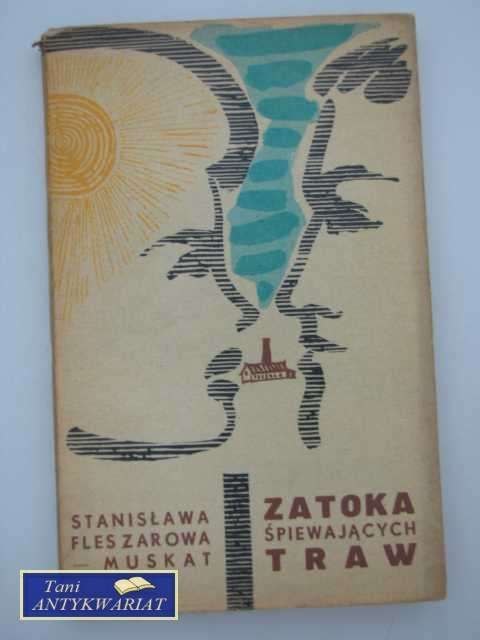 STANISŁAWA
FLESZAROWA
– MUSKAT
ZATOKA
ŚPIEWAJĄCYCH
TRAW
Tani
ANTYKWARIAT